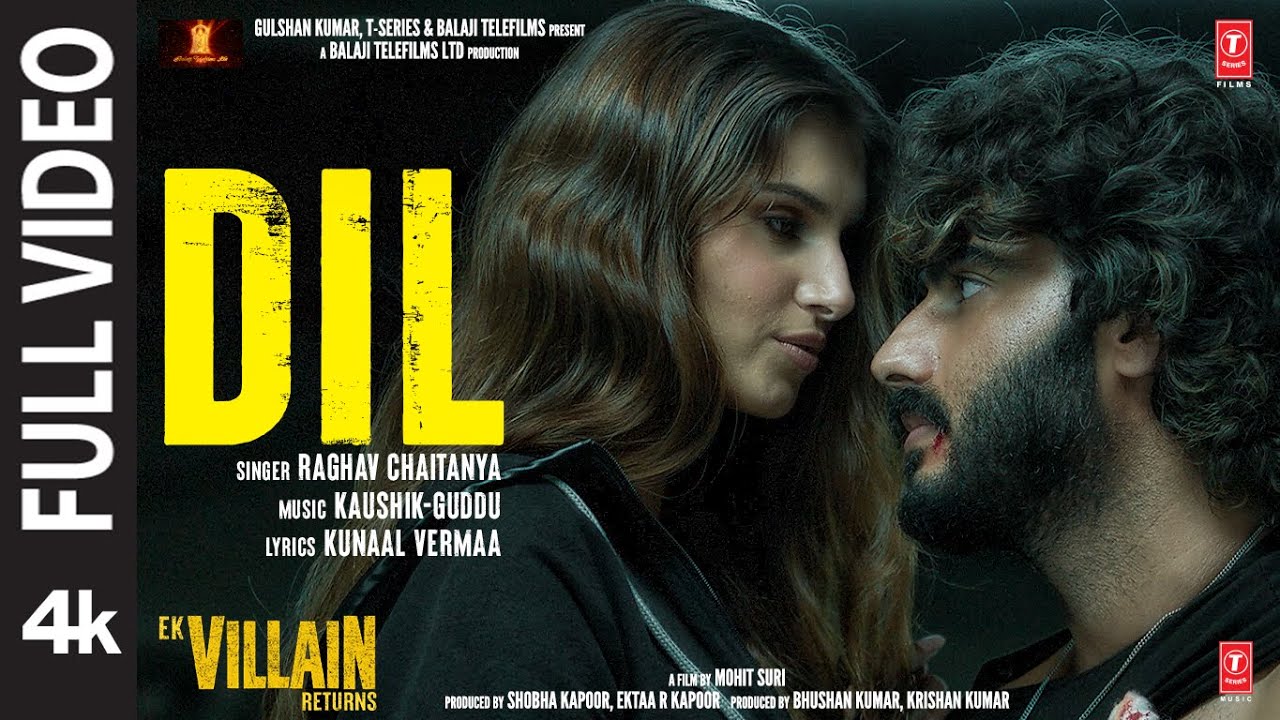 FULL VIDEO
4k
GULSHAN KUMAR, T-SERIES & BALAJI TELEFILMS PRESENT
A BALAJI TELEFILMS LTD PRODUCTION
T
SERIES
FILMS
DIL
SINGER RAGHAV CHAITANYA
MUSIC KAUSHIK-GUDDU
LYRICS KUNAAL VERMAA
EK VILLAIN
RETURNS
A FILM BY MOHIT SURI
PRODUCED BY SHOBHA KAPOOR, EKTAA R KAPOOR PRODUCED BY BHUSHAN KUMAR, KRISHAN KUMAR
T
SERIES
MUSIC